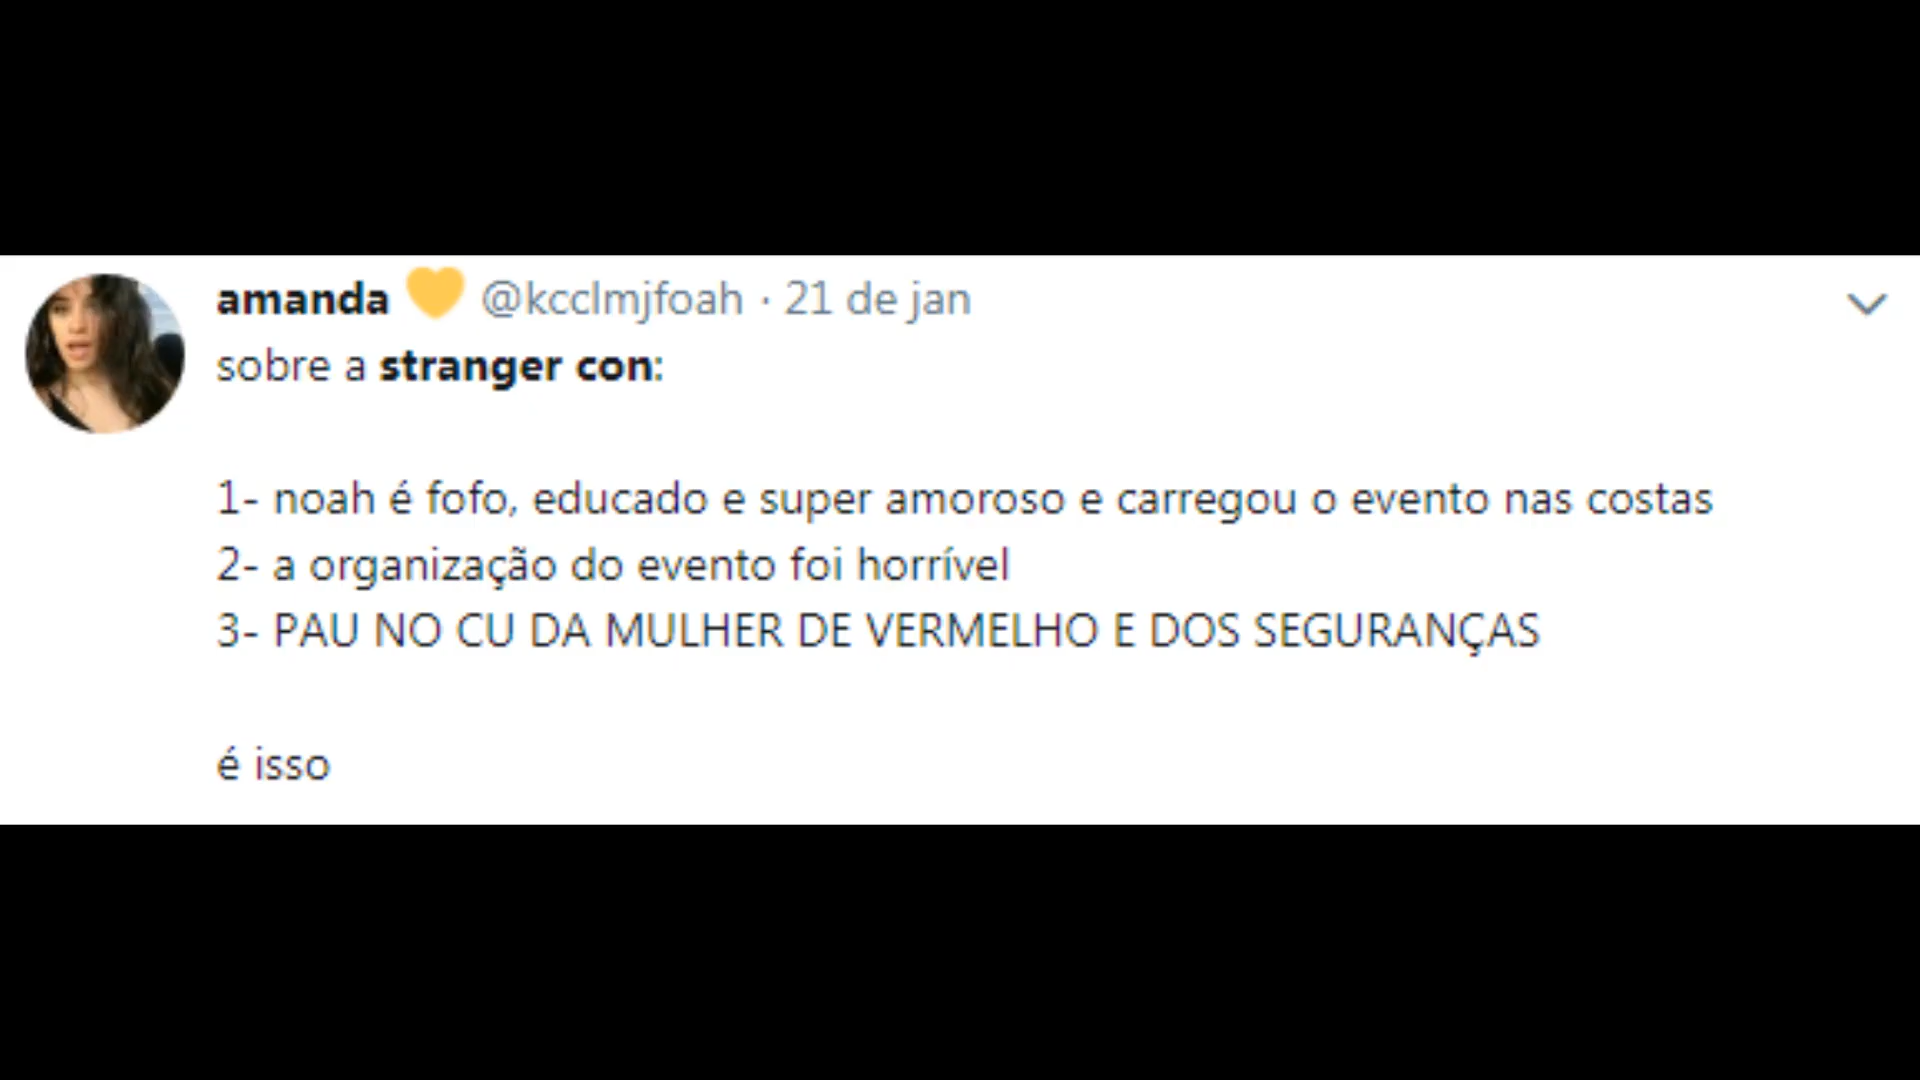 amanda 💛 @kcclmjfoah · 21 de jan
sobre a stranger con:
1- noah é fofo, educado e super amoroso e carregou o evento nas costas
2- a organização do evento foi horrível
3- PAU NO CU DA MULHER DE VERMELHO E DOS SEGURANÇAS
é isso